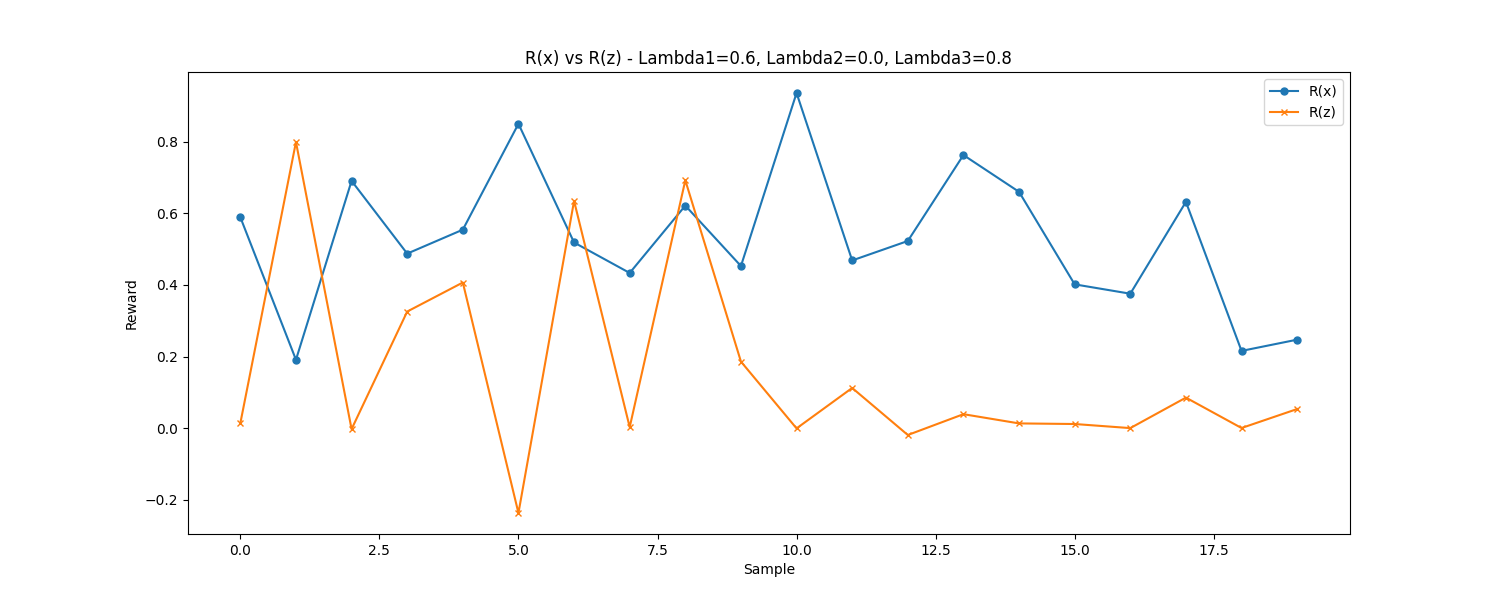 R(x) vs R(z) - Lambda1=0.6, Lambda2=0.0, Lambda3=0.8
R(x)
R(z)
0.8
0.6
0.4
0.2
0.0
−0.2
Reward
0.0 2.5 5.0 7.5 10.0 12.5 15.0 17.5
Sample